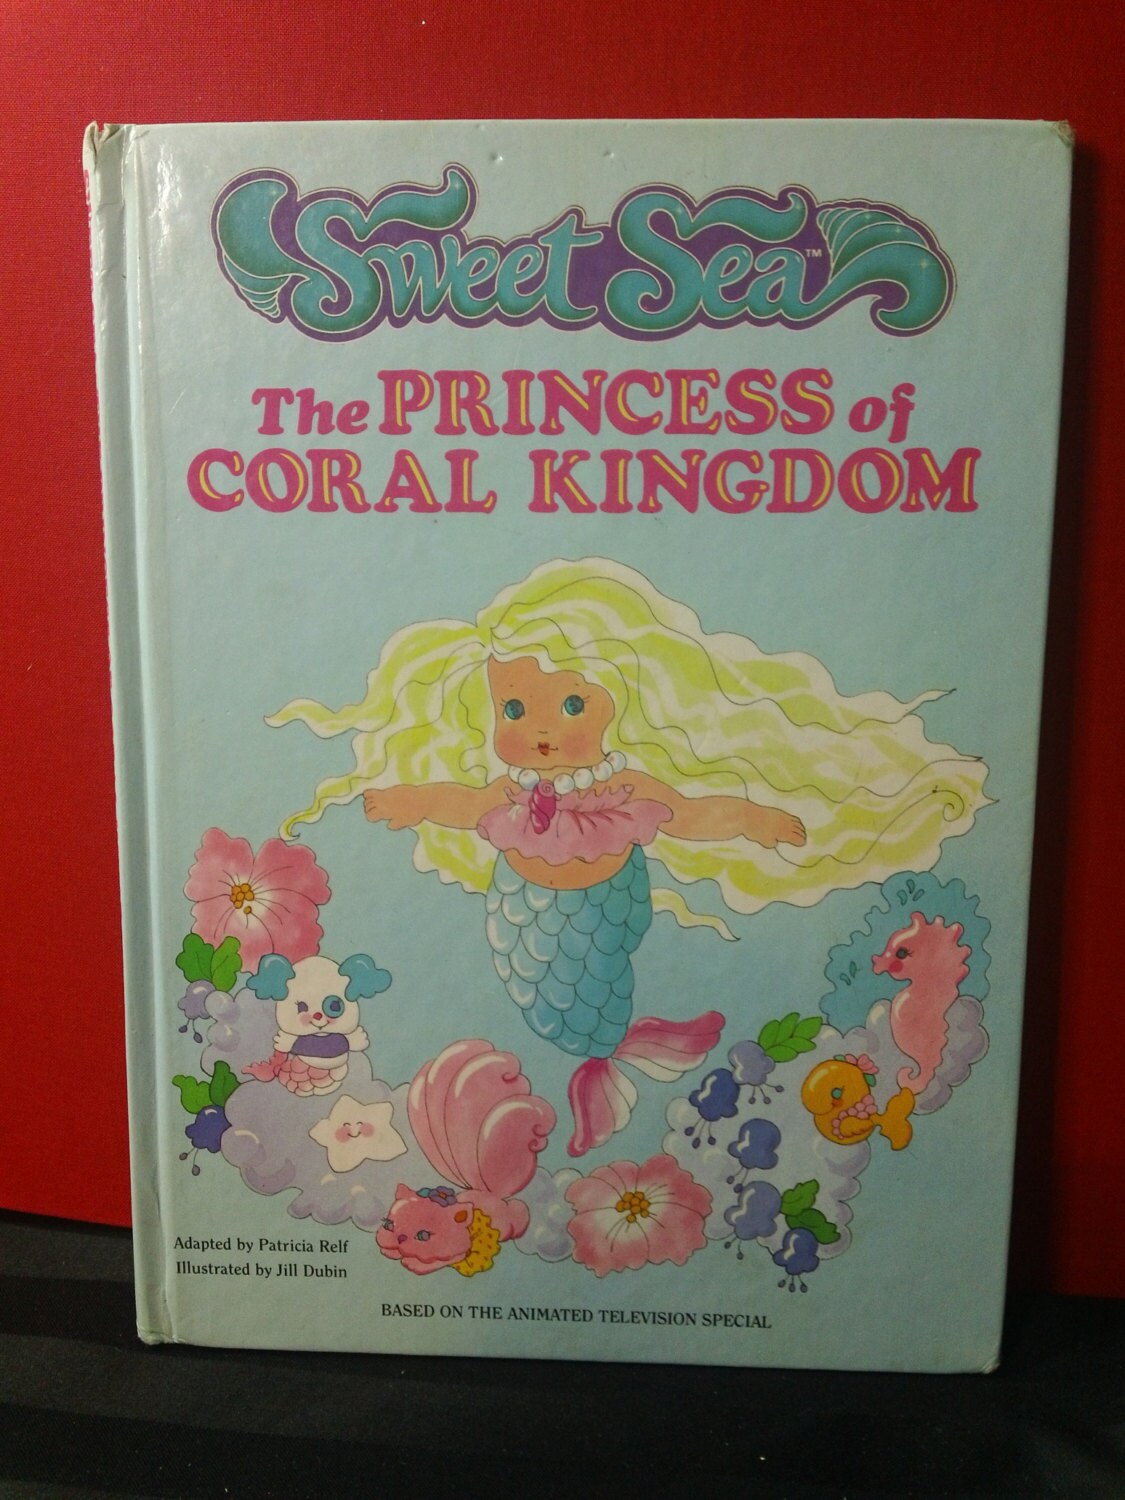 Sweet Sea™
The PRINCESS of
CORAL KINGDOM
Adapted by Patricia Relf
Illustrated by Jill Dubin
BASED ON THE ANIMATED TELEVISION SPECIAL